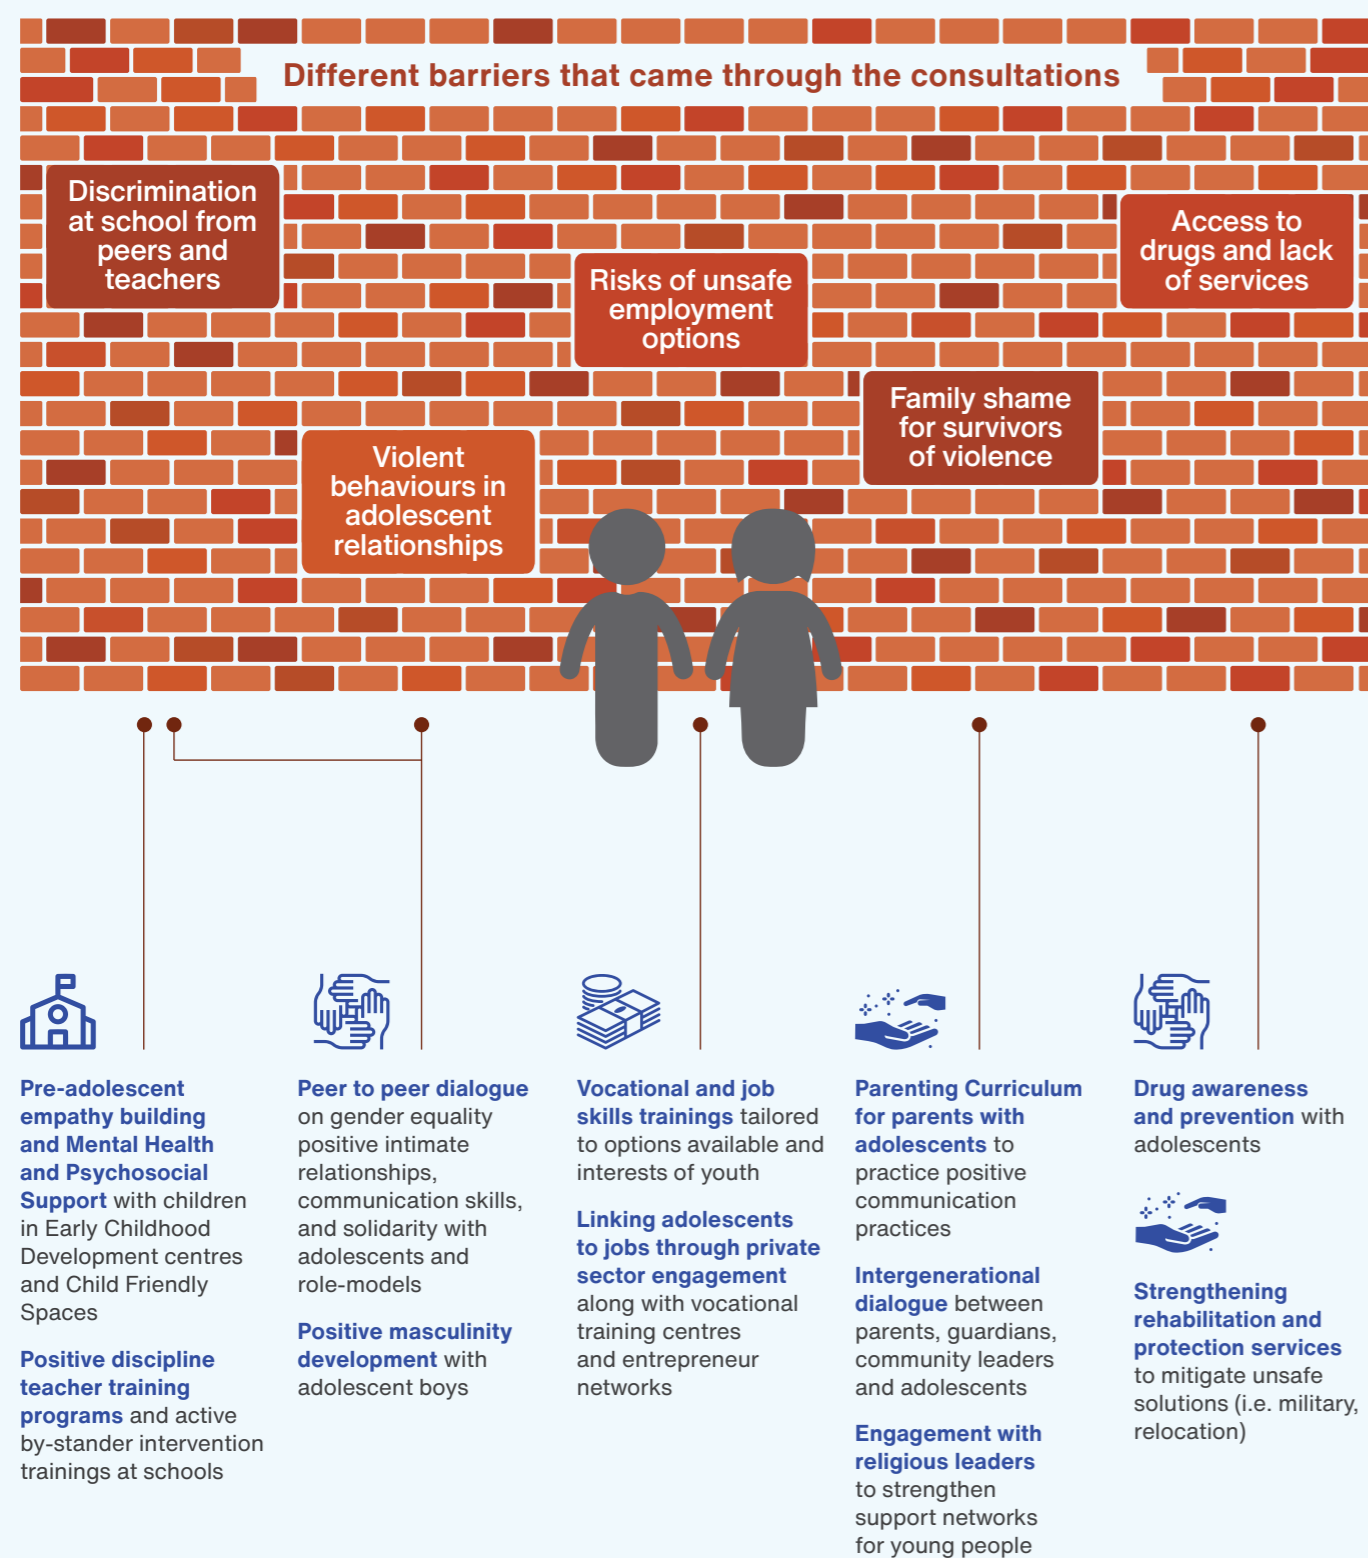 Different barriers that came through the consultations
Discrimination
at school from
peers and
teachers
Violent
behaviours in
adolescent
relationships
Risks of unsafe
employment
options
Family shame
for survivors
of violence
Access to
drugs and lack
of services
Pre-adolescent
empathy building
and Mental Health
and Psychosocial
Support with children
in Early Childhood
Development centres
and Child Friendly
Spaces
Positive discipline
teacher training
programs and active
by-stander intervention
trainings at schools
Peer to peer dialogue
on gender equality
positive intimate
relationships,
communication skills,
and solidarity with
adolescents and
role-models
Positive masculinity
development with
adolescent boys
Vocational and job
skills trainings tailored
to options available and
interests of youth
Linking adolescents
to jobs through private
sector engagement
along with vocational
training centres
and entrepreneur
networks
Parenting Curriculum
for parents with
adolescents to
practice positive
communication
practices
Intergenerational
dialogue between
parents, guardians,
community leaders
and adolescents
Engagement with
religious leaders
to strengthen
support networks
for young people
Drug awareness
and prevention with
adolescents
Strengthening
rehabilitation and
protection services
to mitigate unsafe
solutions (i.e. military,
relocation)